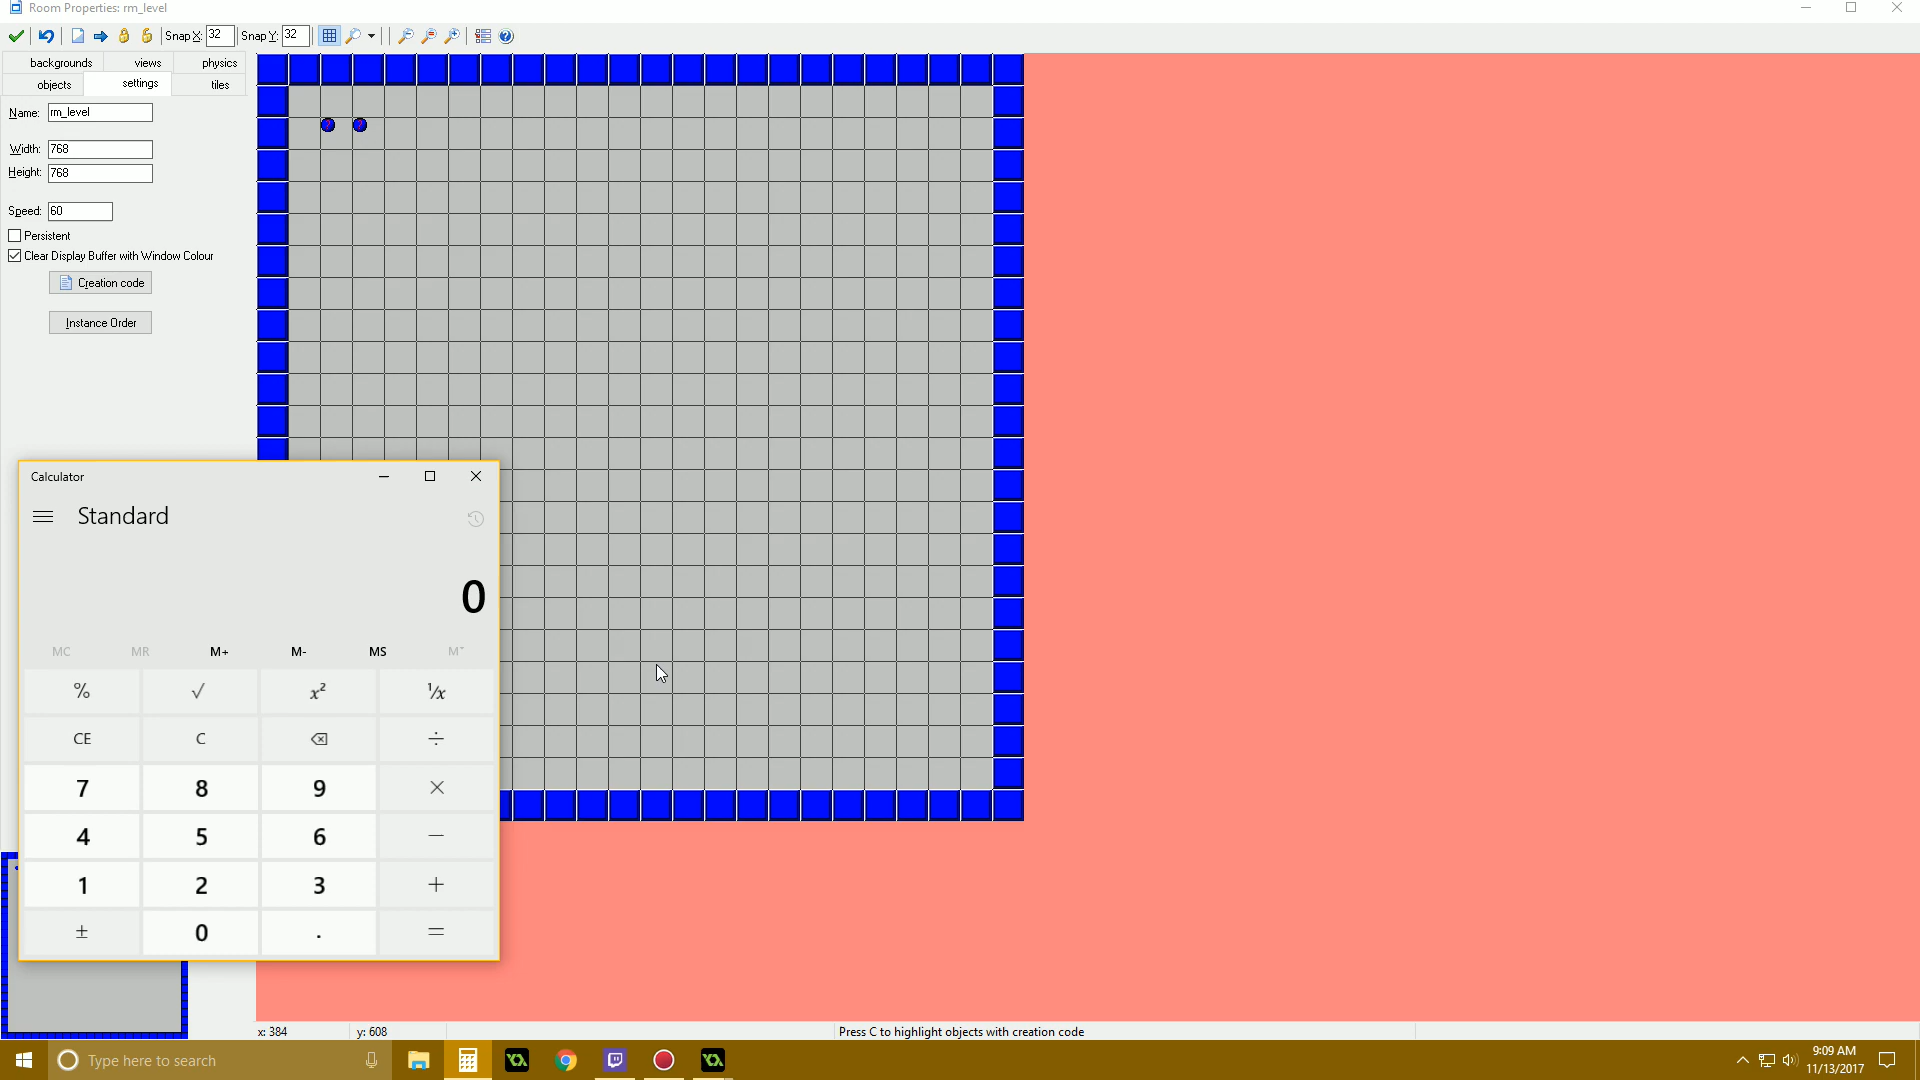 Room Properties: rm_level
Snap X: 32 Snap Y: 32
backgrounds views physics
objects settings tiles
Name: rm_level
Width: 768
Height: 768
Speed: 60
Persistent
Clear Display Buffer with Window Colour
Creation code
Instance Order
Calculator
Standard
0
MC MR M+ M- MS M˅
% √ x² ¹/x
CE C ÷
7 8 9 ×
4 5 6 −
1 2 3 +
± 0 . =
x: 384 y: 608 Press C to highlight objects with creation code
Type here to search
9:09 AM
11/13/2017